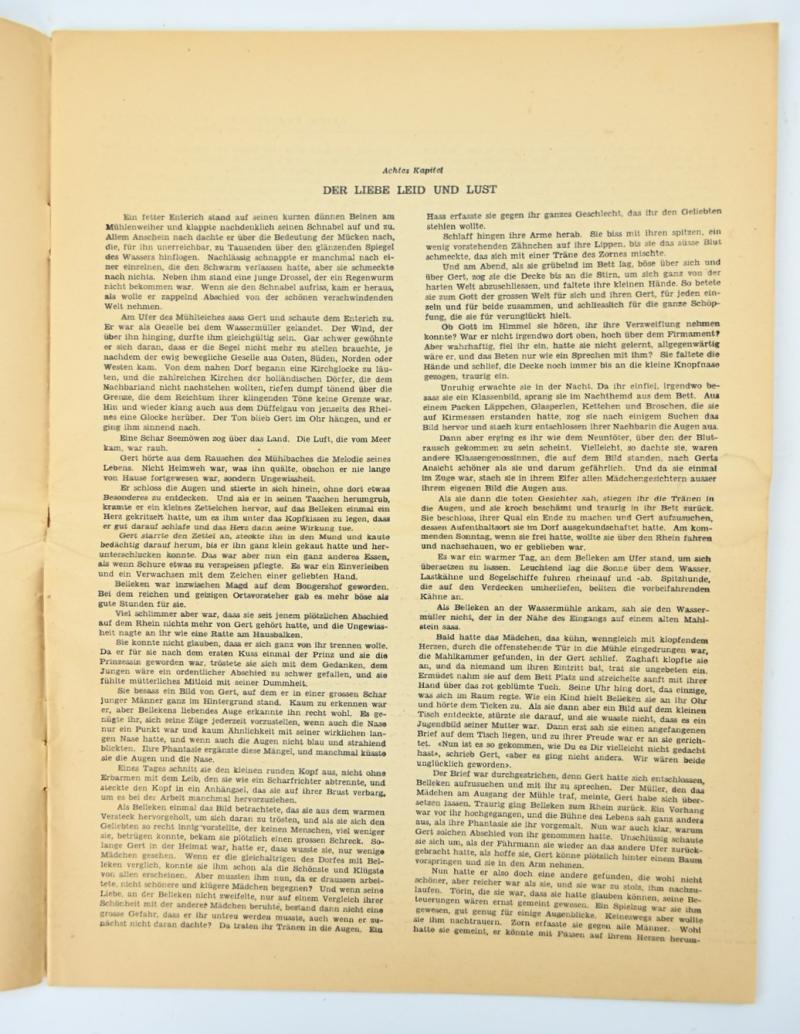 Achtes Kapitel
DER LIEBE LEID UND LUST
Ein fetter Enterich stand auf seinen kurzen dünnen Beinen am
Mühlenweiher und klappte nachdenklich seinen Schnabel auf und zu.
Allem Anschein nach dachte er über die Bedeutung der Mücken nach,
die, für ihn unerreichbar, zu Tausenden über den glänzenden Spiegel
des Wassers hinflogen. Nachlässig schnappte er manchmal nach ei-
ner einzelnen, die den Schwarm verlassen hatte, aber sie schmeckte
nach nichts. Neben ihm stand eine junge Drossel, der ein Regenwurm
nicht bekommen war. Wenn sie den Schnabel aufriss, kam er heraus,
als wolle er zappelnd Abschied von der schönen verschwindenden
Welt nehmen.
Am Ufer des Mühlteiches sass Gert und schaute dem Enterich zu.
Er war als Geselle bei dem Wassermüller gelandet. Der Wind, der
über ihn hinging, durfte ihm gleichgültig sein. Gar schwer gewöhnte
er sich daran, dass er die Segel nicht mehr zu stellen brauchte, je
nachdem der ewig bewegliche Geselle aus Osten, Süden, Norden oder
Westen kam. Von dem nahen Dorf begann eine Kirchglocke zu läu-
ten, und die zahlreichen Kirchen der holländischen Dörfer, die dem
Nachbarland nicht nachstehen wollten, riefen dumpf tönend über die
Grenze, die dem Reichtum ihrer klingenden Töne keine Grenze war.
Hin und wieder klang auch aus dem Düffelgau von jenseits des Rhei-
nes eine Glocke herüber. Der Ton blieb Gert im Ohr hängen, und er
ging ihm sinnend nach.
Eine Schar Seemöwen zog über das Land. Die Luft, die vom Meer
kam, war rauh.
Gert hörte aus dem Rauschen des Mühlbaches die Melodie seines
Lebens. Nicht Heimweh war, was ihn quälte, obschon er nie lange
von Hause fortgewesen war, sondern Ungewissheit.
Er schloss die Augen und stierte in sich hinein, ohne dort etwas
Besonderes zu entdecken. Und als er in seinen Taschen herumgrub,
kramte er ein kleines Zettelchen hervor, auf das Belleken einmal ein
Herz gekritzelt hatte, um es ihm unter das Kopfkissen zu legen, dass
er gut darauf schlafe und das Herz dann seine Wirkung tue.
Gert starrte den Zettel an, steckte ihn in den Mund und kaute
bedächtig darauf herum, bis er ihn ganz klein gekaut hatte und her-
unterschlucken konnte. Das war aber nun ein ganz anderes Essen,
als wenn Schure etwas zu verspeisen pflegte. Es war ein Einverleiben
und ein Verwachsen mit dem Zeichen einer geliebten Hand.
Belleken war inzwischen Magd auf dem Bongershof geworden.
Bei dem reichen und geizigen Ortsvorsteher gab es mehr böse als
gute Stunden für sie.
Viel schlimmer aber war, dass sie seit jenem plötzlichen Abschied
auf dem Rhein nichts mehr von Gert gehört hatte, und die Ungewiss-
heit nagte an ihr wie eine Ratte am Hausbalken.
Sie konnte nicht glauben, dass er sich ganz von ihr trennen wolle.
Da er für sie nach dem ersten Kuss einmal der Prinz und sie die
Prinzessin geworden war, tröstete sie sich mit dem Gedanken, dem
Jungen wäre ein ordentlicher Abschied zu schwer gefallen, und sie
fühlte mütterliches Mitleid mit seiner Dummheit.
Sie besass ein Bild von Gert, auf dem er in einer grossen Schar
junger Männer ganz im Hintergrund stand. Kaum zu erkennen war
er, aber Bellekens liebendes Auge erkannte ihn recht wohl. Es ge-
nügte ihr, sich seine Züge jederzeit vorzustellen, wenn auch die Nase
nur ein Punkt war und kaum Ähnlichkeit mit seiner wirklichen lan-
gen Nase hatte, und wenn auch die Augen nicht blau und strahlend
blickten. Ihre Phantasie ergänzte diese Mängel, und manchmal küsste
sie die Augen und die Nase.
Eines Tages schnitt sie den kleinen runden Kopf aus, nicht ohne
Erbarmen mit dem Leib, den sie wie ein Scharfrichter abtrennte, und
steckte den Kopf in ein Anhängsel, das sie auf ihrer Brust verbarg,
um es bei der Arbeit manchmal hervorzuziehen.
Als Belleken einmal das Bild betrachtete, das sie aus dem warmen
Versteck hervorgeholt, um sich daran zu trösten, und als sie sich den
Geliebten so recht innig vorstellte, der keinen Menschen, viel weniger
sie, betrügen konnte, bekam sie plötzlich einen grossen Schreck. So-
lange Gert in der Heimat war, hatte er, dass wusste sie, nur wenige
Mädchen gesehen. Wenn er die gleichaltrigen des Dorfes mit Bel-
leken verglich, konnte sie ihm schon als die Schönste und Klügste
von allen erscheinen. Aber mussten ihm nun, da er draussen arbei-
tete, nicht schönere und klügere Mädchen begegnen? Und wenn seine
Liebe, an der Belleken nicht zweifelte, nur auf einem Vergleich ihrer
Schönheit mit der anderer Mädchen beruhte, bestand dann nicht eine
grosse Gefahr, dass er ihr untreu werden musste, auch wenn er zu-
nächst nicht daran dachte? Da traten ihr Tränen in die Augen. Ein
Hass erfasste sie gegen ihr ganzes Geschlecht, das ihr den Geliebten
stehlen wollte.
Schlaff hingen ihre Arme herab. Sie biss mit ihren spitzen, ein
wenig vorstehenden Zähnchen auf ihre Lippen, bis sie das süsse Blut
schmeckte, das sich mit einer Träne des Zornes mischte.
Und am Abend, als sie grübelnd im Bett lag, böse über sich und
über Gert, zog sie die Decke bis an die Stirn, um sich ganz von der
harten Welt abzuschliessen, und faltete ihre kleinen Hände. So betete
sie zum Gott der grossen Welt für sich und ihren Gert, für jeden ein-
zeln und für beide zusammen, und schliesslich für die ganze Schöp-
fung, die sie für verunglückt hielt.
Ob Gott im Himmel sie hören, ihr ihre Verzweiflung nehmen
konnte? War er nicht irgendwo dort oben, hoch über dem Firmament?
Aber wahrhaftig, fiel ihr ein, hatte sie nicht gelernt, allgegenwärtig
wäre er, und das Beten nur wie ein Sprechen mit ihm? Sie faltete die
Hände und schlief, die Decke noch immer bis an die kleine Knopfnase
gezogen, traurig ein.
Unruhig erwachte sie in der Nacht. Da ihr einfiel, irgendwo be-
sass sie ein Klassenbild, sprang sie im Nachthemd aus dem Bett. Aus
einem Packen Läppchen, Glasperlen, Kettchen und Broschen, die sie
auf Kirmessen erstanden hatte, zog sie nach einigem Suchen das
Bild hervor und stach kurz entschlossen ihrer Nachbarin die Augen aus.
Dann aber erging es ihr wie dem Neuntöter, über den der Blut-
rausch gekommen zu sein scheint. Vielleicht, so dachte sie, waren
andere Klassengenossinnen, die auf dem Bild standen, nach Gerts
Ansicht schöner als sie und darum gefährlich. Und da sie einmal
im Zuge war, stach sie in ihrem Eifer allen Mädchengesichtern ausser
ihrem eigenen Bild die Augen aus.
Als sie dann die toten Gesichter sah, stiegen ihr die Tränen in
die Augen, und sie kroch beschämt und traurig in ihr Bett zurück.
Sie beschloss, ihrer Qual ein Ende zu machen und Gert aufzusuchen,
dessen Aufenthaltsort sie im Dorf ausgekundschaftet hatte. Am kom-
menden Sonntag, wenn sie frei hatte, wollte sie über den Rhein fahren
und nachschauen, wo er geblieben war.
Es war ein warmer Tag, an dem Belleken am Ufer stand, um sich
übersetzen zu lassen. Leuchtend lag die Sonne über dem Wasser.
Lastkähne und Segelschiffe fuhren rheinauf und -ab. Spitzhunde,
die auf den Verdecken umherliefen, bellten die vorbeifahrenden
Kähne an.
Als Belleken an der Wassermühle ankam, sah sie den Wasser-
müller nicht, der in der Nähe des Eingangs auf einem alten Mahl-
stein sass.
Bald hatte das Mädchen, das kühn, wenngleich mit klopfendem
Herzen, durch die offenstehende Tür in die Mühle eingedrungen war,
die Mahlkammer gefunden, in der Gert schlief. Zaghaft klopfte sie
an, und da niemand um ihren Eintritt bat, trat sie ungebeten ein.
Ermüdet nahm sie auf dem Bett Platz und streichelte sanft mit ihrer
Hand über das rot geblümte Tuch. Seine Uhr hing dort, das einzige,
was sich im Raum regte. Wie ein Kind hielt Belleken sie an ihr Ohr
und hörte dem Ticken zu. Als sie dann aber ein Bild auf dem kleinen
Tisch entdeckte, stürzte sie darauf, und sie wusste nicht, dass es ein
Jugendbild seiner Mutter war. Dann erst sah sie einen angefangenen
Brief auf dem Tisch liegen, und zu ihrer Freude war er an sie gerich-
tet. «Nun ist es so gekommen, wie Du es Dir vielleicht nicht gedacht
hast», schrieb Gert, «aber es ging nicht anders. Wir wären beide
unglücklich geworden».
Der Brief war durchgestrichen, denn Gert hatte sich entschlossen,
Belleken aufzusuchen und mit ihr zu sprechen. Der Müller, den das
Mädchen am Ausgang der Mühle traf, meinte, Gert habe sich über-
setzen lassen. Traurig ging Belleken zum Rhein zurück. Ein Vorhang
war vor ihr hochgegangen, und die Bühne des Lebens sah ganz anders
aus, als ihre Phantasie sie ihr vorgemalt. Nun war auch klar, warum
Gert solchen Abschied von ihr genommen hatte. Unschlüssig schaute
sie sich um, als der Fährmann sie wieder an das andere Ufer zurück-
gebracht hatte, als hoffe sie, Gert könne plötzlich hinter einem Baum
vorspringen und sie in den Arm nehmen.
Nun hatte er also doch eine andere gefunden, die wohl nicht
schöner, aber reicher war als sie, und sie war zu stolz, ihm nachzu-
laufen. Törin, die sie war, dass sie hatte glauben können, seine Be-
teuerungen wären ernst gemeint gewesen. Ein Spielzeug war sie ihm
gewesen, gut genug für einige Augenblicke. Keineswegs aber wollte
sie ihm nachtrauern. Zorn erfasste sie gegen alle Männer. Wohl
hatte sie gemeint, er könnte mit Füssen auf ihrem Herzen herum-